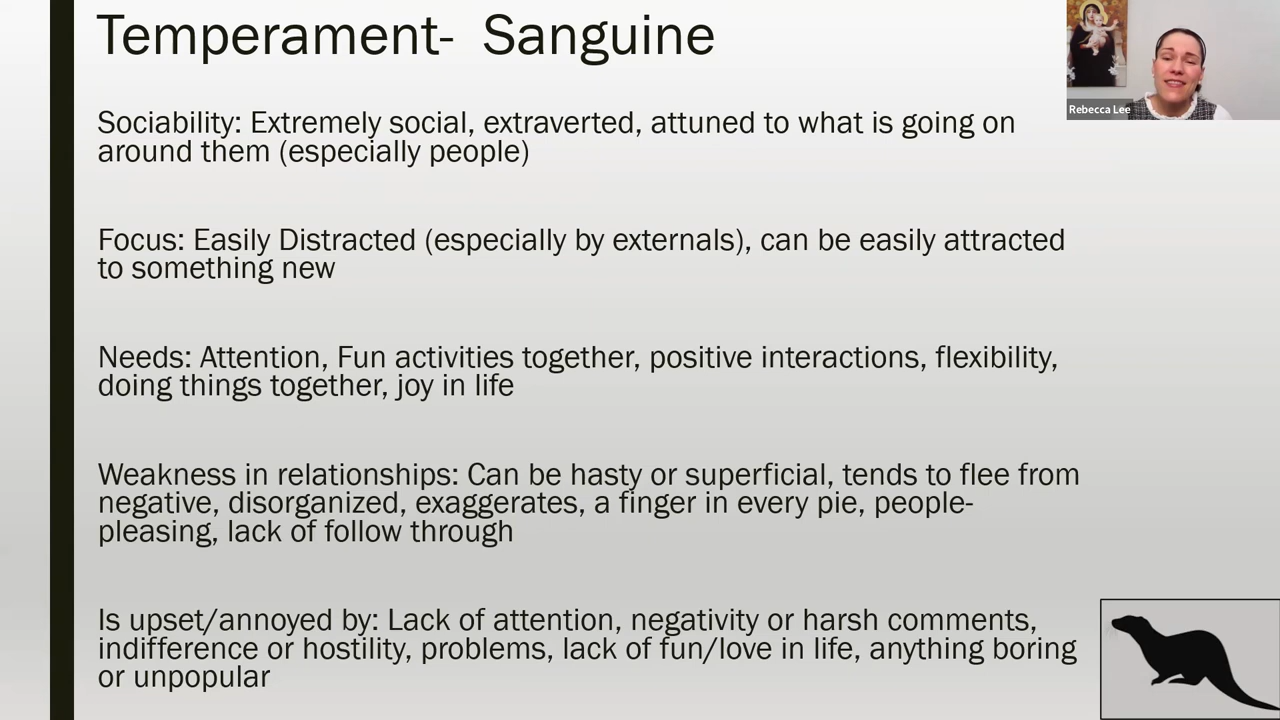 Temperament- Sanguine
Rebecca Lee
Sociability: Extremely social, extraverted, attuned to what is going on
around them (especially people)
Focus: Easily Distracted (especially by externals), can be easily attracted
to something new
Needs: Attention, Fun activities together, positive interactions, flexibility,
doing things together, joy in life
Weakness in relationships: Can be hasty or superficial, tends to flee from
negative, disorganized, exaggerates, a finger in every pie, people-
pleasing, lack of follow through
Is upset/annoyed by: Lack of attention, negativity or harsh comments,
indifference or hostility, problems, lack of fun/love in life, anything boring
or unpopular